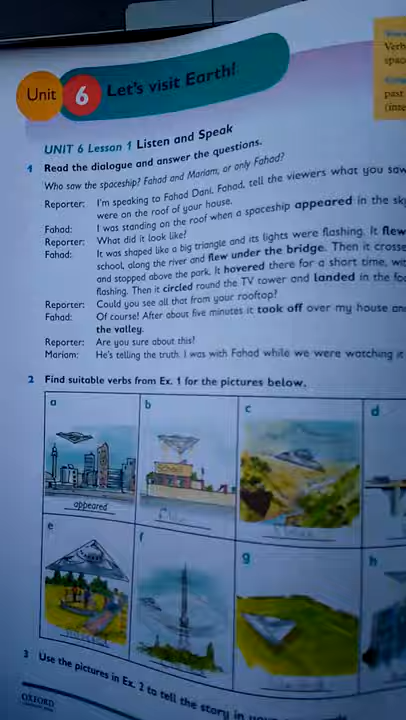 Unit 6 Let's visit Earth!
Verb
spac
past
(inte
UNIT 6 Lesson 1 Listen and Speak
1 Read the dialogue and answer the questions.
Who saw the spaceship? Fahad and Mariam, or only Fahad?
Reporter: I'm speaking to Fahad Dani. Fahad, tell the viewers what you saw
were on the roof of your house.
Fahad: I was standing on the roof when a spaceship appeared in the sky
Reporter: What did it look like?
Fahad: It was shaped like a big triangle and its lights were flashing. It flew
school, along the river and flew under the bridge. Then it crosse
and stopped above the park. It hovered there for a short time, wit
flashing. Then it circled round the TV tower and landed in the foo
Reporter: Could you see all that from your rooftop?
Fahad: Of course! After about five minutes it took off over my house an
the valley.
Reporter: Are you sure about this?
Mariam: He's telling the truth. I was with Fahad while we were watching it
2 Find suitable verbs from Ex. 1 for the pictures below.
a b c d
School
appeared
e f g h
3 Use the pictures in Ex. 2 to tell the story in
OXFORD